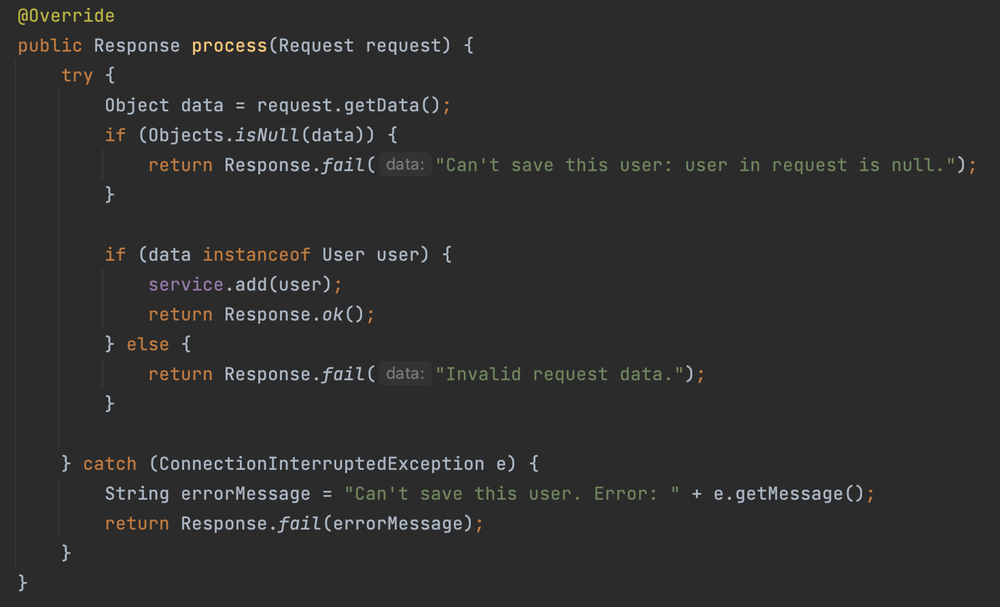 @Override
public Response process(Request request) {
try {
Object data = request.getData();
if (Objects.isNull(data)) {
return Response.fail( data: "Can't save this user: user in request is null.");
}
if (data instanceof User user) {
service.add(user);
return Response.ok();
} else {
return Response.fail( data: "Invalid request data.");
}
} catch (ConnectionInterruptedException e) {
String errorMessage = "Can't save this user. Error: " + e.getMessage();
return Response.fail(errorMessage);
}
}